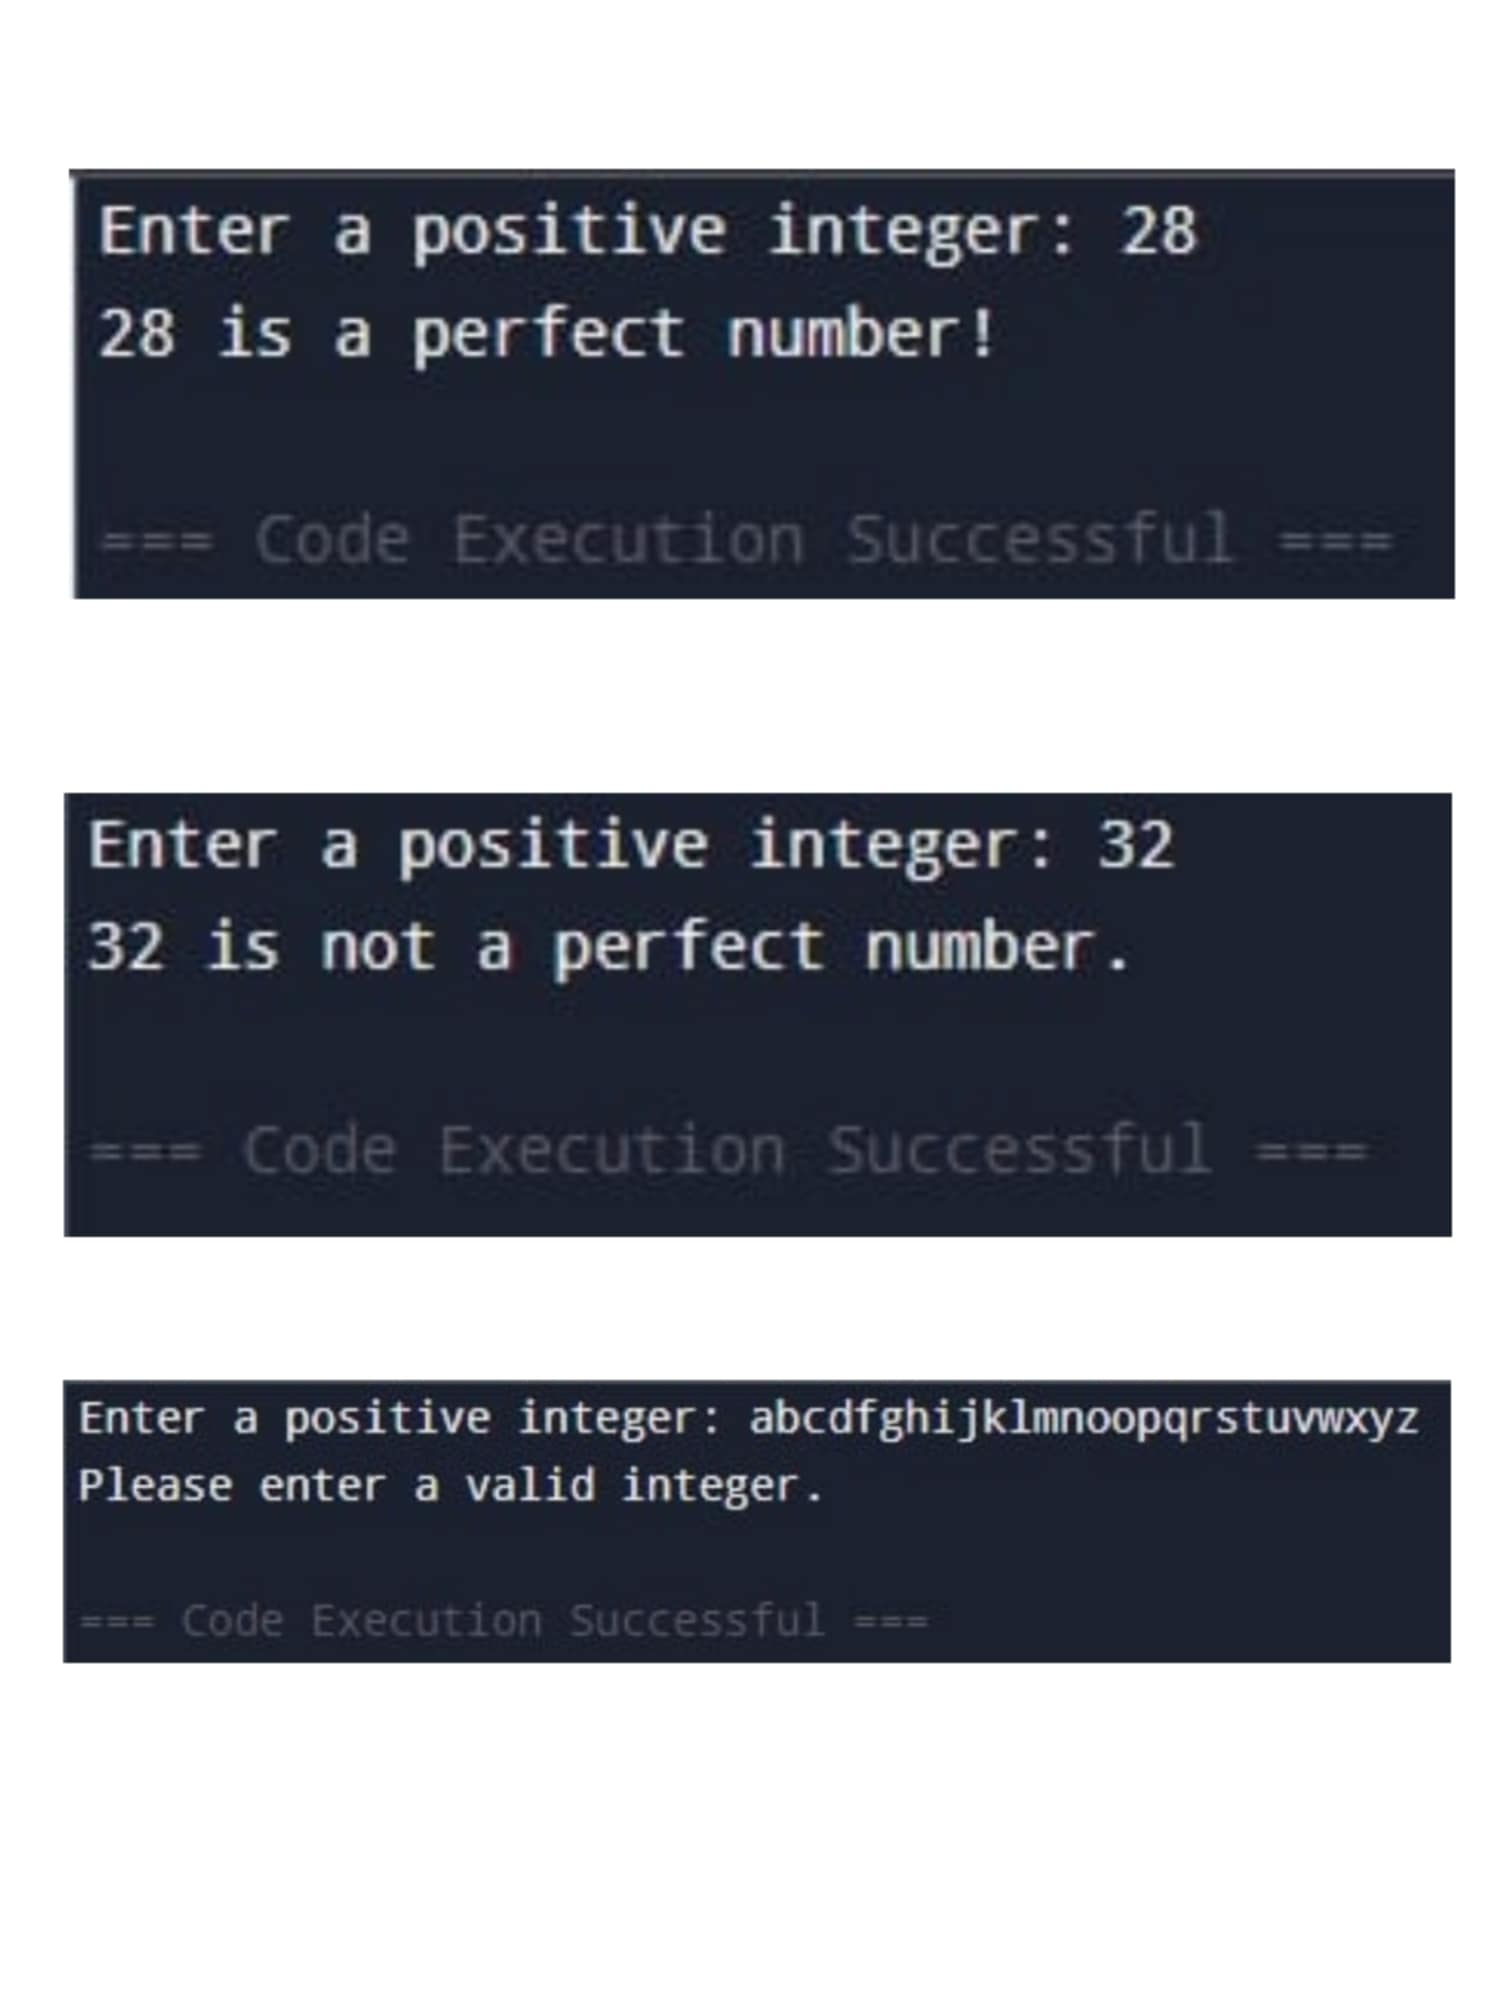 Enter a positive integer: 28
28 is a perfect number!
=== Code Execution Successful ===
Enter a positive integer: 32
32 is not a perfect number.
=== Code Execution Successful ===
Enter a positive integer: abcdfghijklmnoopqrstuvwxyz
Please enter a valid integer.
=== Code Execution Successful ===